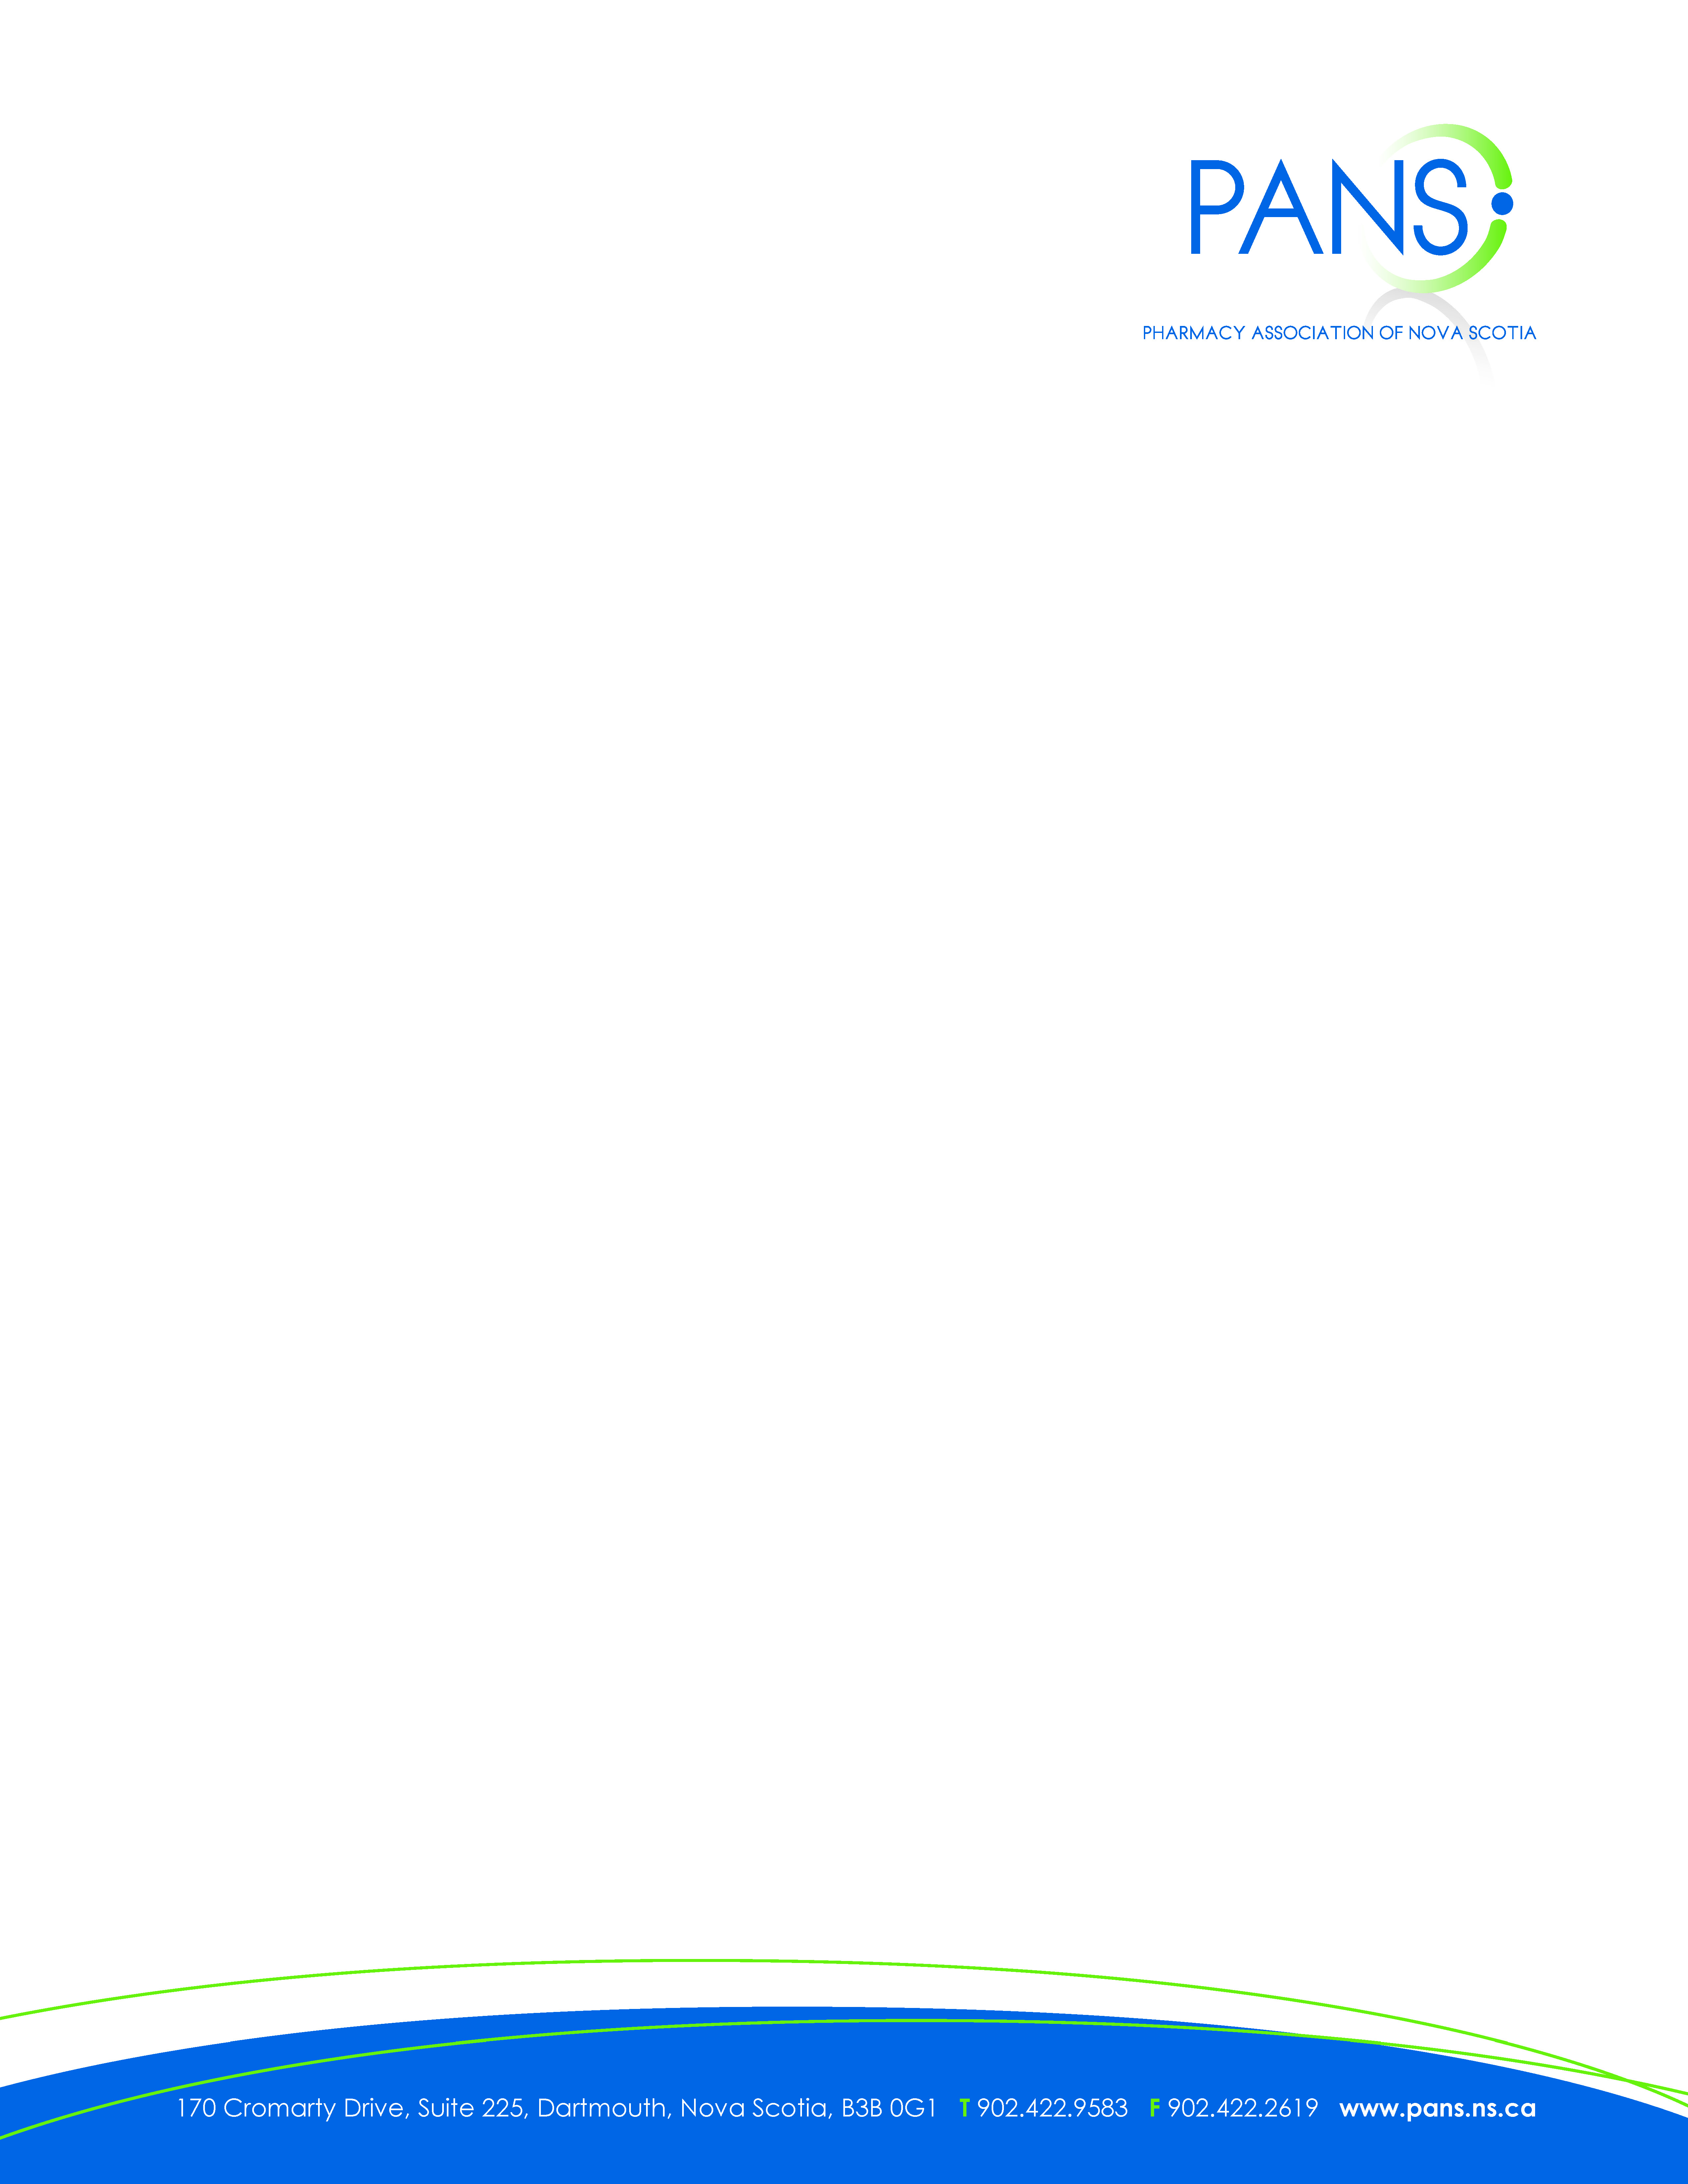 PANS
PHARMACY ASSOCIATION OF NOVA SCOTIA
170 Cromarty Drive, Suite 225, Dartmouth, Nova Scotia, B3B 0G1 T 902.422.9583 F 902.422.2619 www.pans.ns.ca